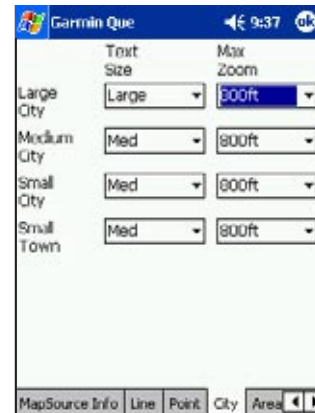 Garmin Que 9:37 ok
Text Size Max Zoom
Large City Large 800ft
Medium City Med 800ft
Small City Med 800ft
Small Town Med 800ft
MapSource Info Line Point City Area